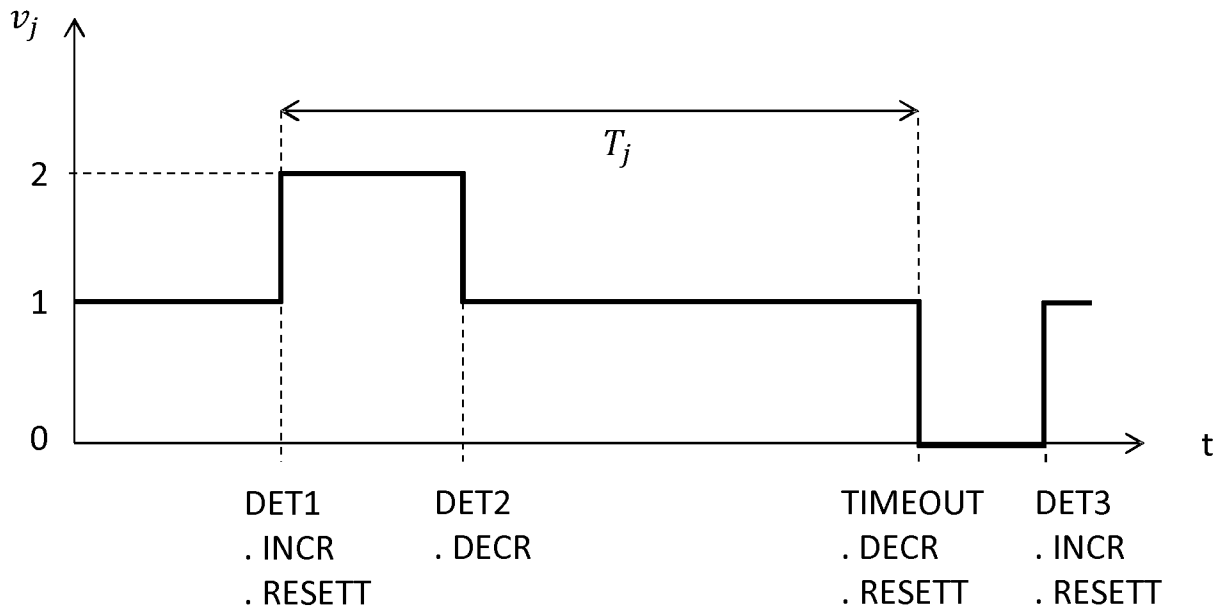 v_j
T_j
2
1
0
t
DET1 DET2 TIMEOUT DET3
. INCR . DECR . DECR . INCR
. RESETT . RESETT . RESETT